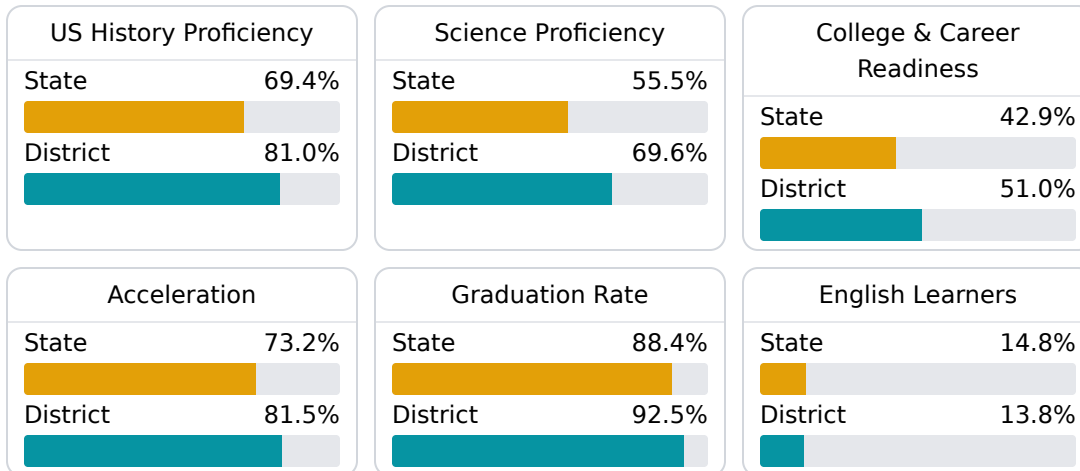 US History Proficiency
State 69.4%
District 81.0%
Science Proficiency
State 55.5%
District 69.6%
College & Career
Readiness
State 42.9%
District 51.0%
Acceleration
State 73.2%
District 81.5%
Graduation Rate
State 88.4%
District 92.5%
English Learners
State 14.8%
District 13.8%